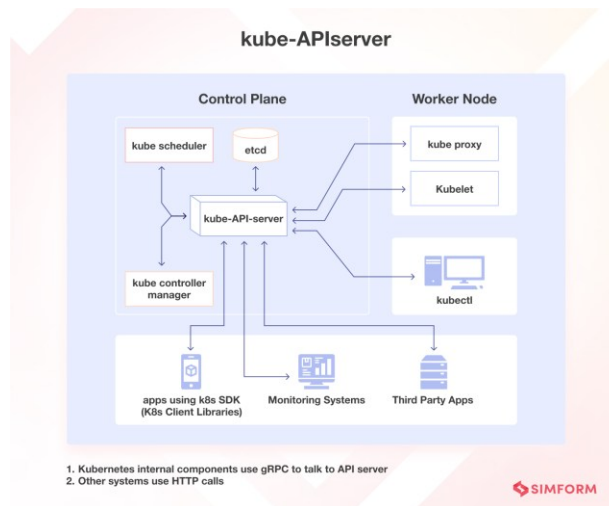 kube-APIserver
Control Plane
Worker Node
kube scheduler
etcd
kube proxy
Kubelet
kube-API-server
kube controller
manager
kubectl
apps using k8s SDK
(K8s Client Libraries)
Monitoring Systems
Third Party Apps
1. Kubernetes internal components use gRPC to talk to API server
2. Other systems use HTTP calls
SIMFORM